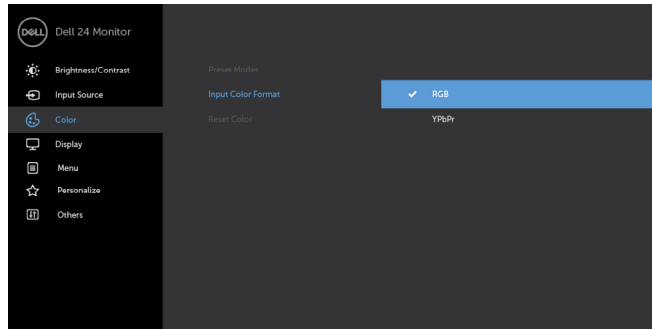 DELL
Dell 24 Monitor
Brightness/Contrast
Input Source
Color
Display
Menu
Personalize
Others
Preset Modes
Input Color Format
Reset Color
RGB
YPbPr